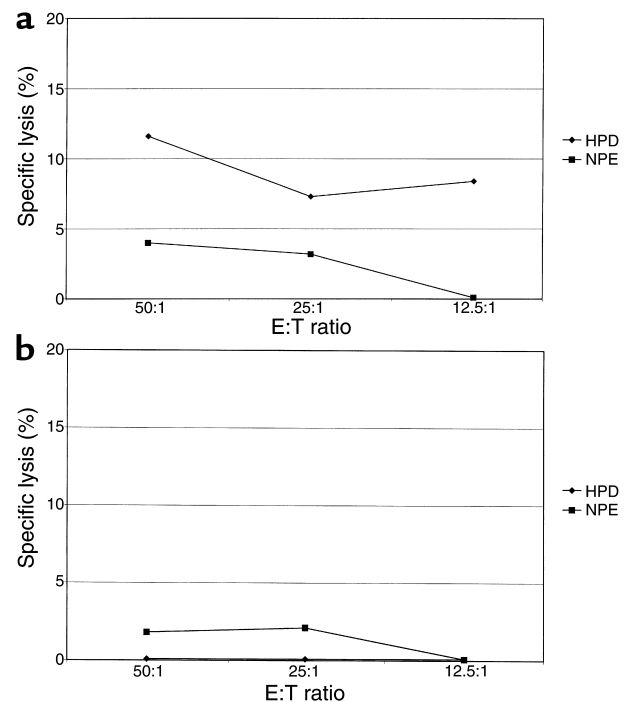 a
20
15
10
5
0
Specific lysis (%)
50:1 25:1 12.5:1
E:T ratio
HPD
NPE
b
20
15
10
5
0
Specific lysis (%)
50:1 25:1 12.5:1
E:T ratio
HPD
NPE